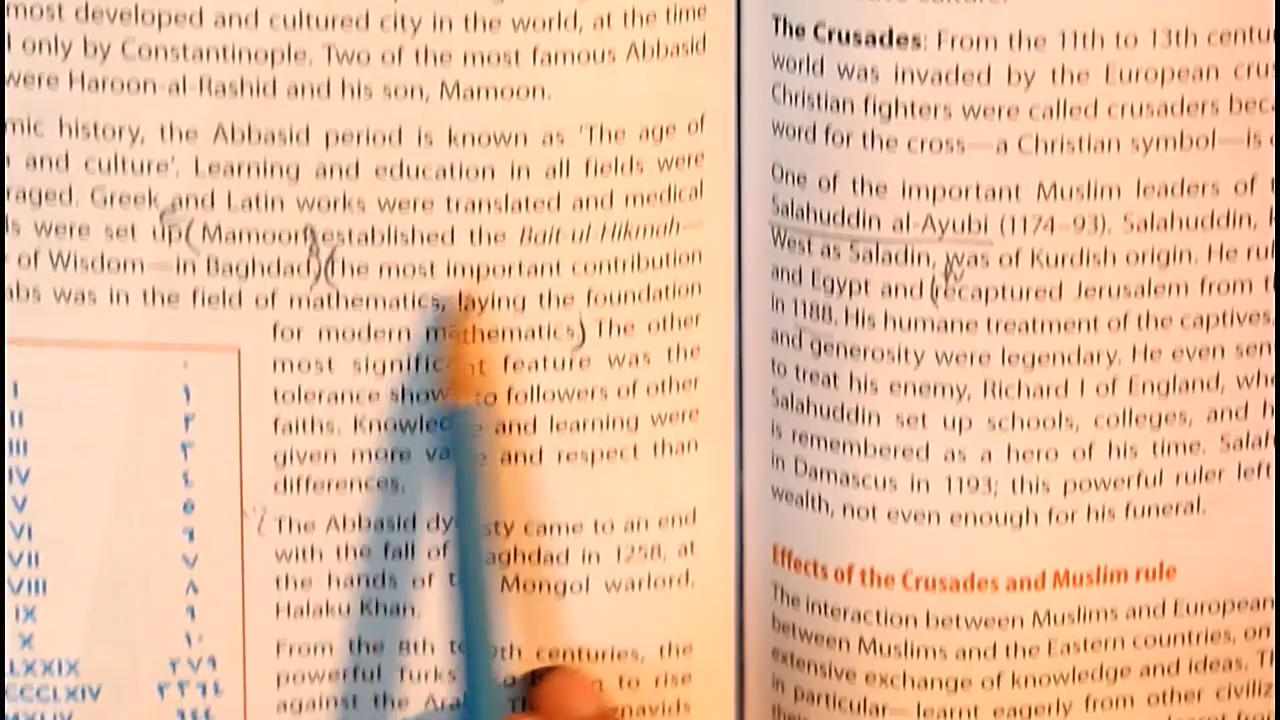 most developed and cultured city in the world, at the time
only by Constantinople. Two of the most famous Abbasid
were Haroon-al-Rashid and his son, Mamoon.
mic history, the Abbasid period is known as 'The age of
and culture'. Learning and education in all fields were
raged. Greek and Latin works were translated and medical
ls were set up (Mamoon established the Bait-ul-Hikmah—
of Wisdom—in Baghdad) (The most important contribution
abs was in the field of mathematics, laying the foundation
for modern mathematics) The other
most significant feature was the
tolerance show to followers of other
faiths. Knowledge and learning were
given more va and respect than
differences.
The Abbasid dy sty came to an end
with the fall of aghdad in 1258, at
the hands of t Mongol warlord,
Halaku Khan.
From the 8th to th centuries, the
powerful Turks to rise
against the Ara Th znavids
I ١
II ٢
III ٣
IV ٤
V ٥
VI ٦
VII ٧
VIII ٨
IX ٩
X ١٠
LXXIX
CCCLXIV
The Crusades: From the 11th to 13th centu
world was invaded by the European cru
Christian fighters were called crusaders bec
word for the cross—a Christian symbol—is
One of the important Muslim leaders of t
Salahuddin al-Ayubi (1174–93). Salahuddin,
West as Saladin, was of Kurdish origin. He ru
and Egypt and (recaptured Jerusalem from t
in 1188. His humane treatment of the captives,
and generosity were legendary. He even sen
to treat his enemy, Richard I of England, wh
Salahuddin set up schools, colleges, and h
is remembered as a hero of his time. Salah
in Damascus in 1193; this powerful ruler left
wealth, not even enough for his funeral.
Effects of the Crusades and Muslim rule
The interaction between Muslims and European
between Muslims and the Eastern countries, on
extensive exchange of knowledge and ideas. T
in particular—learnt eagerly from other civiliz